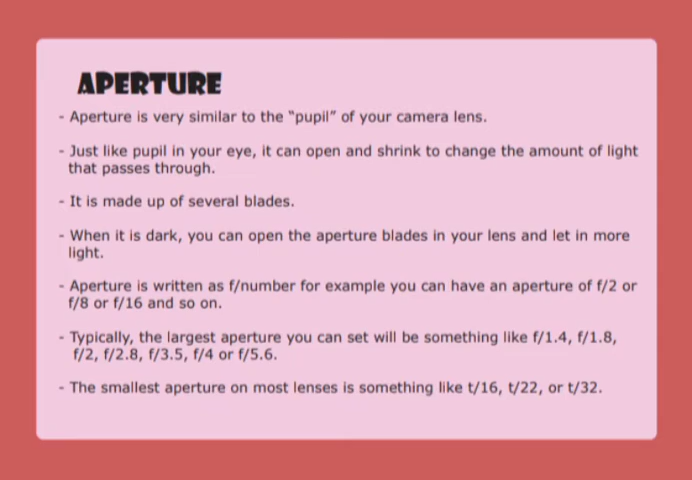 APERTURE
- Aperture is very similar to the “pupil” of your camera lens.
- Just like pupil in your eye, it can open and shrink to change the amount of light
that passes through.
- It is made up of several blades.
- When it is dark, you can open the aperture blades in your lens and let in more
light.
- Aperture is written as f/number for example you can have an aperture of f/2 or
f/8 or f/16 and so on.
- Typically, the largest aperture you can set will be something like f/1.4, f/1.8,
f/2, f/2.8, f/3.5, f/4 or f/5.6.
- The smallest aperture on most lenses is something like t/16, t/22, or t/32.